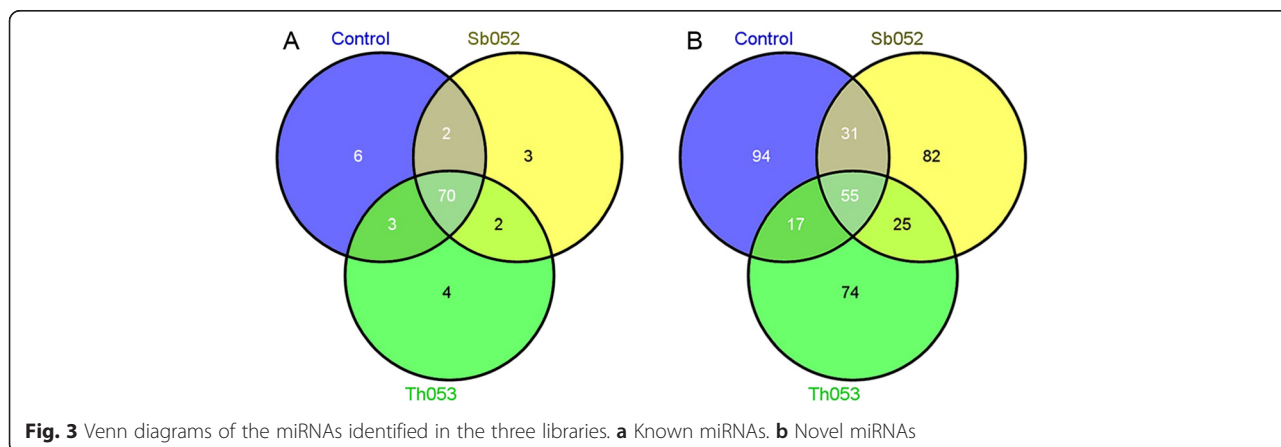 A
Control
Sb052
6
2
3
70
3
2
4
Th053
B
Control
Sb052
94
31
82
55
17
25
74
Th053
Fig. 3 Venn diagrams of the miRNAs identified in the three libraries. a Known miRNAs. b Novel miRNAs